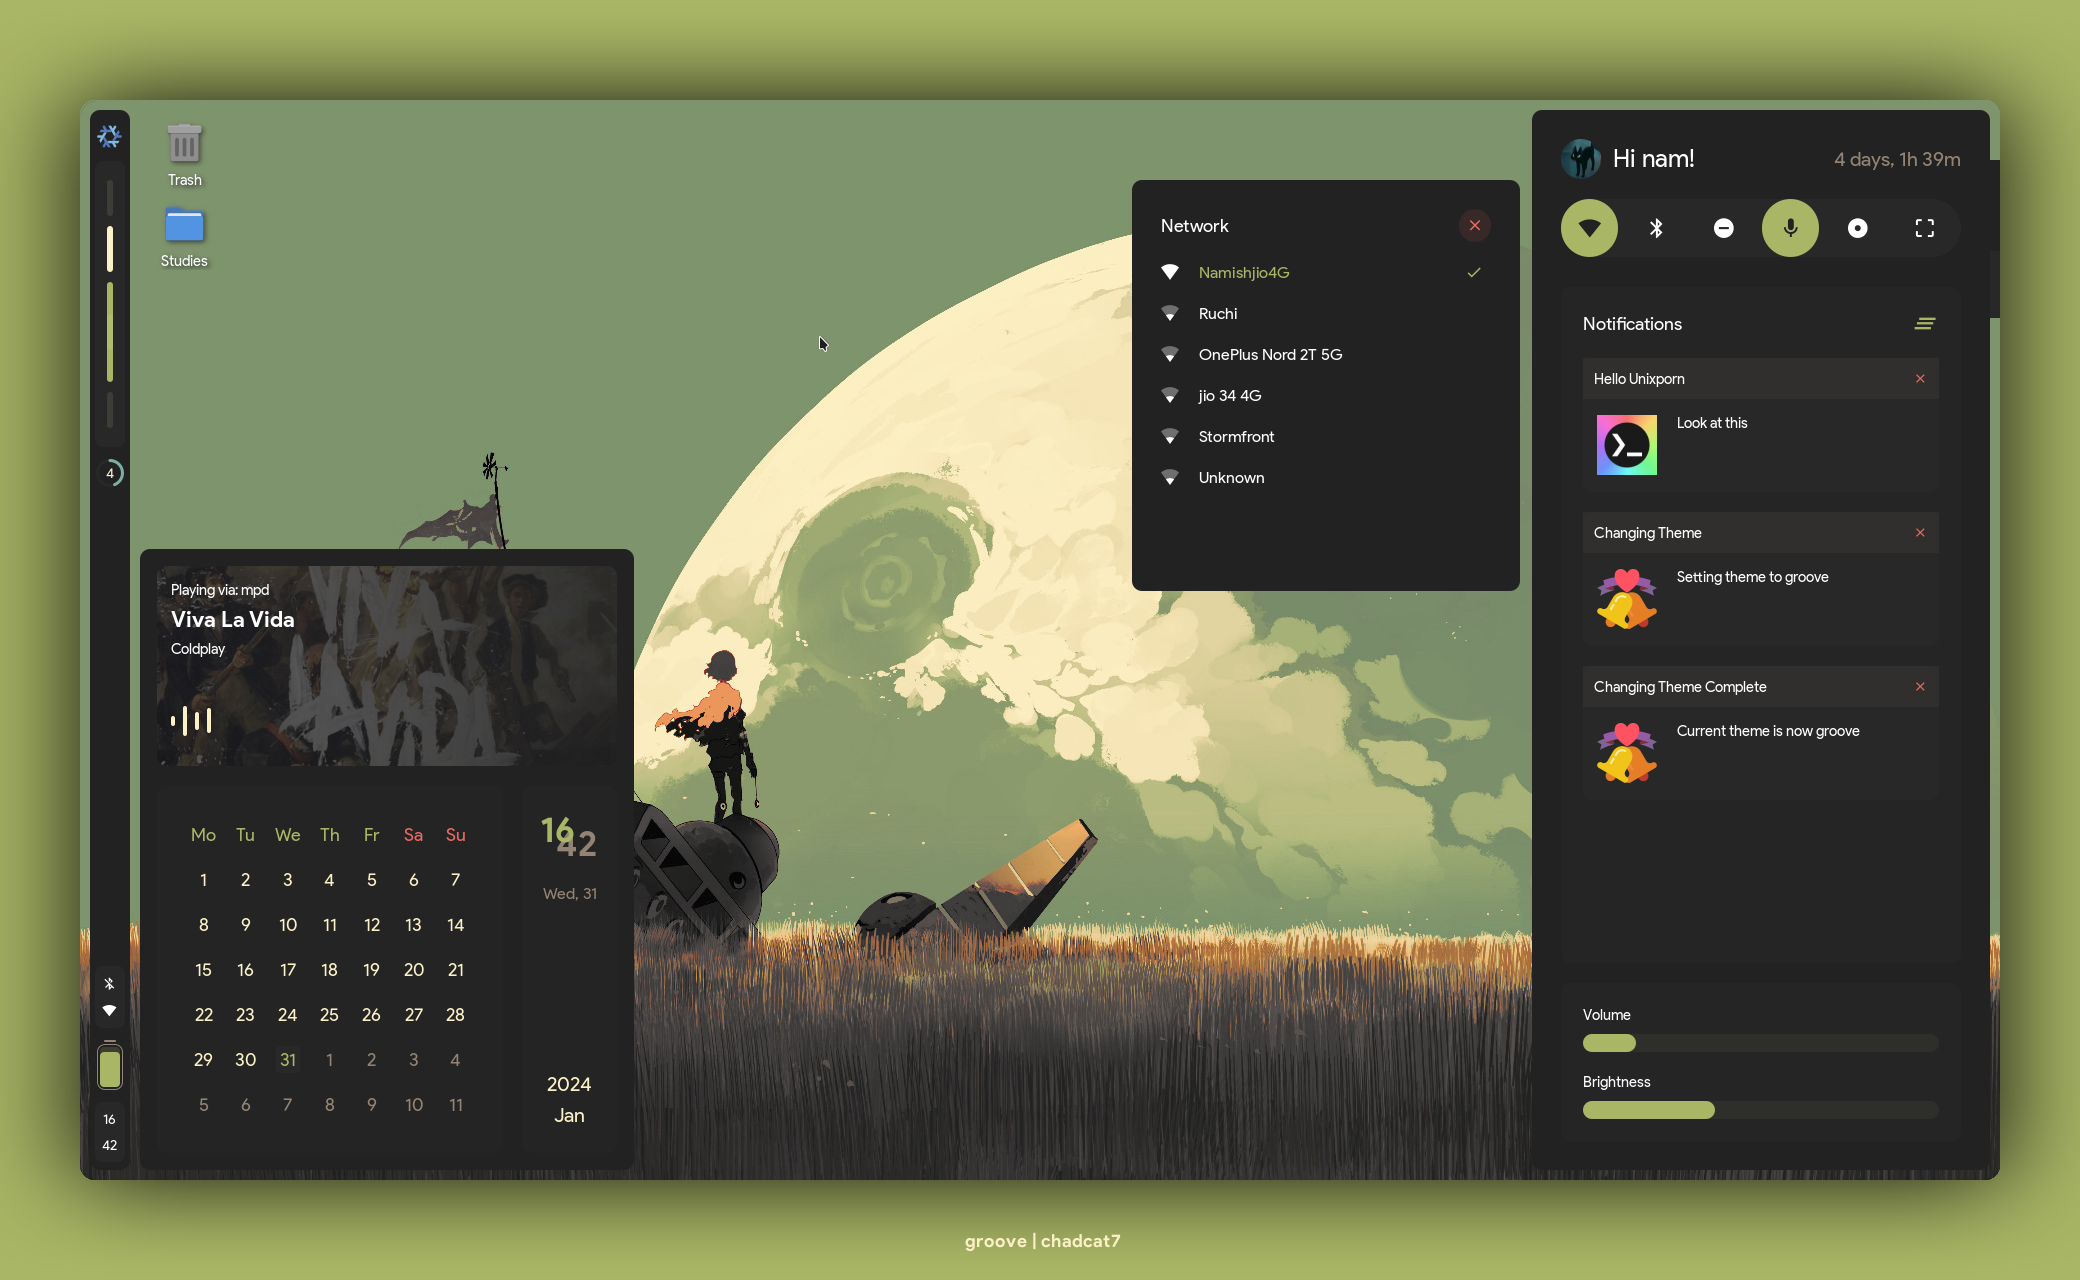 Trash
Studies
4
16
42
Playing via: mpd
Viva La Vida
Coldplay
VIVA
LA VIDA
Mo Tu We Th Fr Sa Su
1 2 3 4 5 6 7
8 9 10 11 12 13 14
15 16 17 18 19 20 21
22 23 24 25 26 27 28
29 30 31 1 2 3 4
5 6 7 8 9 10 11
16
42
Wed, 31
2024
Jan
Network
Namishjio4G
Ruchi
OnePlus Nord 2T 5G
jio 34 4G
Stormfront
Unknown
Hi nam!
4 days, 1h 39m
Notifications
Hello Unixporn
Look at this
Changing Theme
Setting theme to groove
Changing Theme Complete
Current theme is now groove
Volume
Brightness
groove | chadcat7